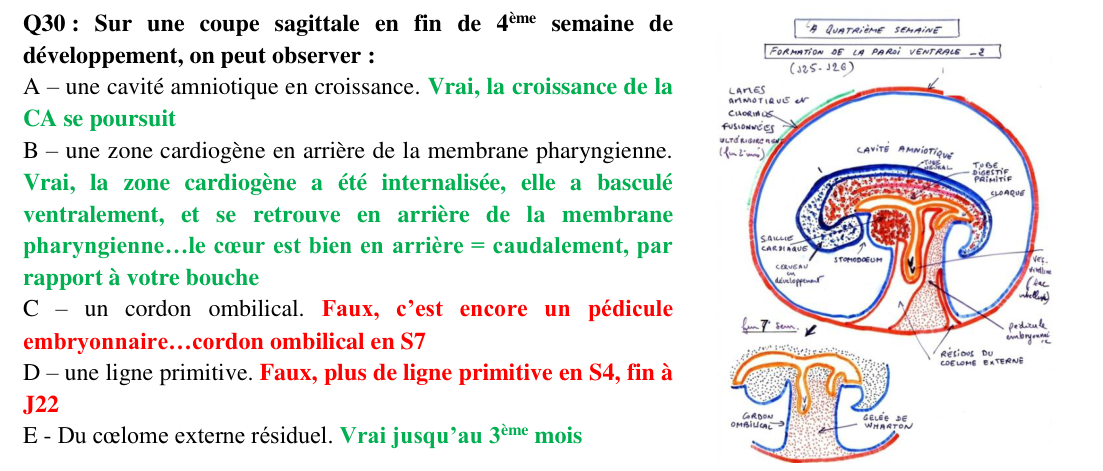 Q30 : Sur une coupe sagittale en fin de 4ème semaine de
développement, on peut observer :
A – une cavité amniotique en croissance. Vrai, la croissance de la
CA se poursuit
B – une zone cardiogène en arrière de la membrane pharyngienne.
Vrai, la zone cardiogène a été internalisée, elle a basculé
ventralement, et se retrouve en arrière de la membrane
pharyngienne…le cœur est bien en arrière = caudalement, par
rapport à votre bouche
C – un cordon ombilical. Faux, c’est encore un pédicule
embryonnaire…cordon ombilical en S7
D – une ligne primitive. Faux, plus de ligne primitive en S4, fin à
J22
E - Du cœlome externe résiduel. Vrai jusqu’au 3ème mois
LA QUATRIÈME SEMAINE
FORMATION DE LA PAROI VENTRALE -2
(J25-J26)
LAMES
AMNIOTIQUE et
CHORIALE
FUSIONNÉES
ULTÉRIEUREMENT
CAVITÉ AMNIOTIQUE
TUBE
NEURAL
TUBE
DIGESTIF
PRIMITIF
CLOAQUE
SAILLIE
CARDIAQUE
STOMODOEUM
CERVEAU
en
développement
pédicule
embryonnaire
RÉSIDUS DU
COELOME EXTERNE
fin 7e sem.
CORDON
OMBILICAL
GELÉE DE
WHARTON